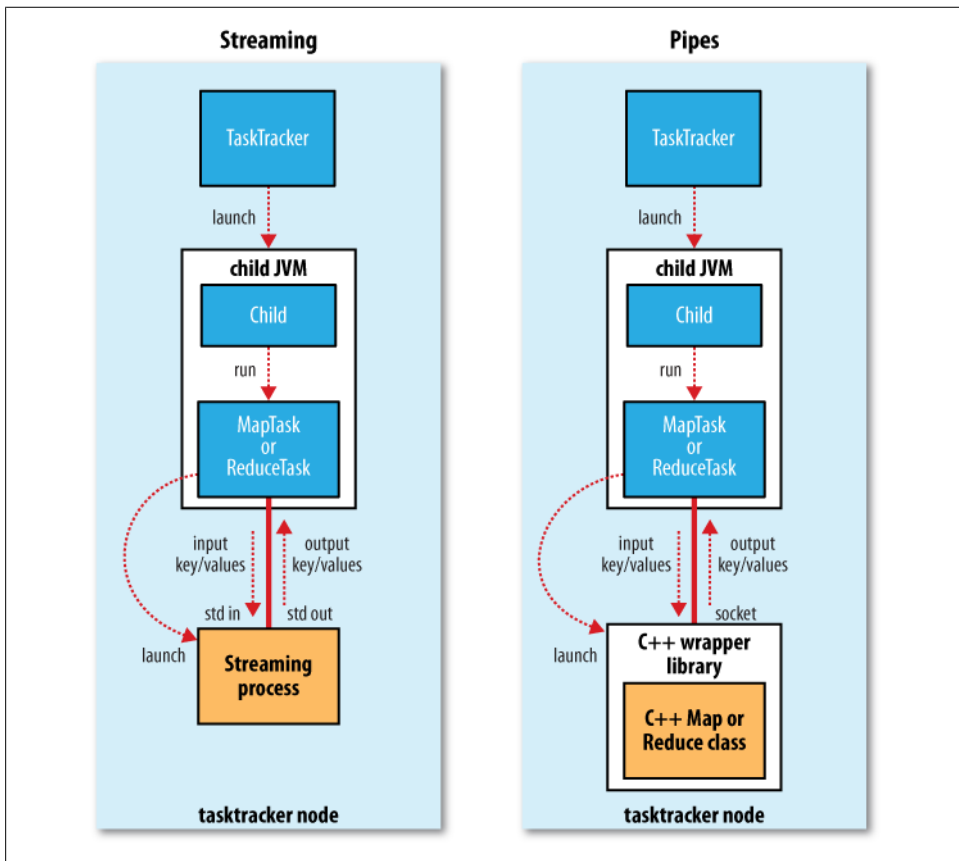 Streaming
TaskTracker
launch
child JVM
Child
run
MapTask
or
ReduceTask
input
key/values
output
key/values
std in
std out
launch
Streaming
process
tasktracker node
Pipes
TaskTracker
launch
child JVM
Child
run
MapTask
or
ReduceTask
input
key/values
output
key/values
socket
launch
C++ wrapper
library
C++ Map or
Reduce class
tasktracker node